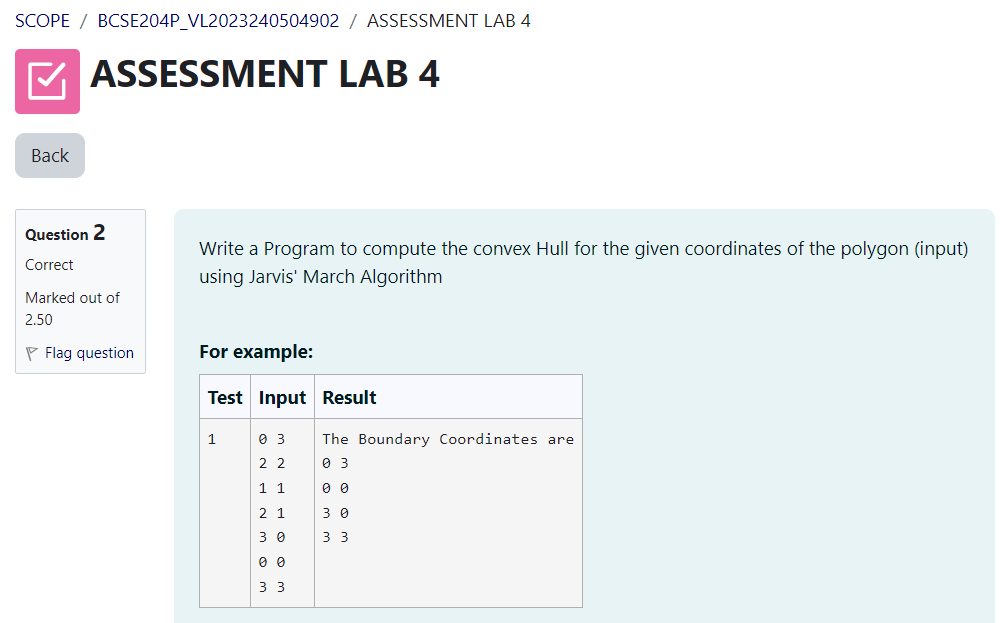 SCOPE / BCSE204P_VL2023240504902 / ASSESSMENT LAB 4
ASSESSMENT LAB 4
Back
Question 2
Correct
Marked out of
2.50
Flag question
Write a Program to compute the convex Hull for the given coordinates of the polygon (input)
using Jarvis' March Algorithm
For example:
Test Input Result
1 0 3 The Boundary Coordinates are
2 2 0 3
1 1 0 0
2 1 3 0
3 0 3 3
0 0
3 3